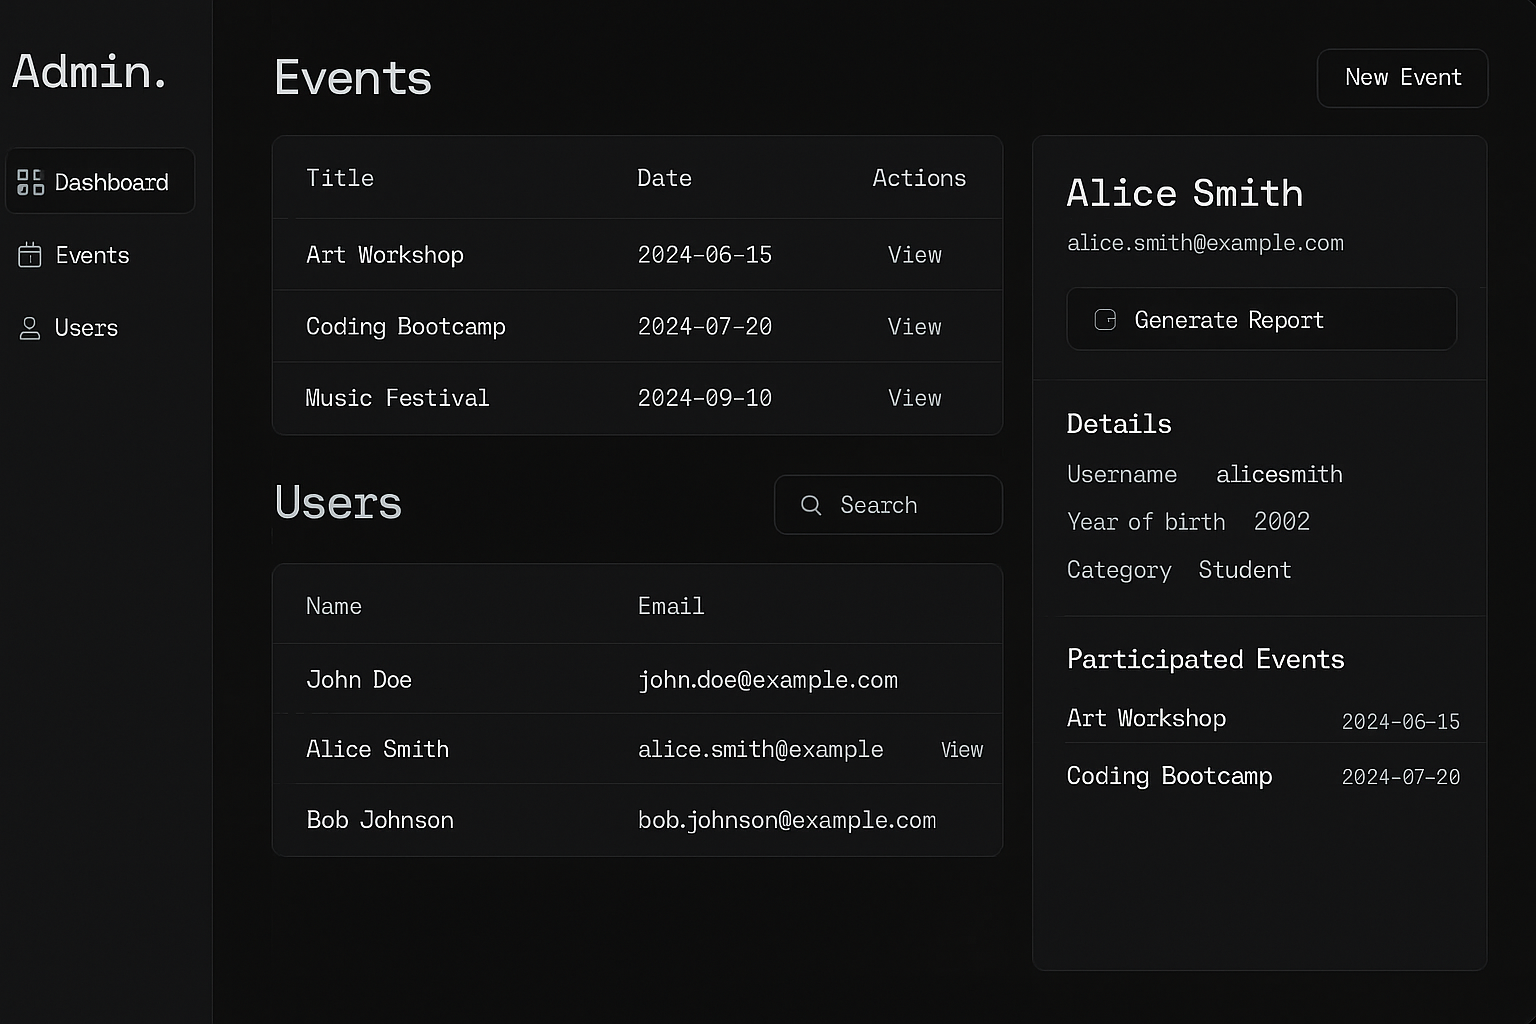 Admin.
Dashboard
Events
Users
Events
New Event
Title Date Actions
Art Workshop 2024-06-15 View
Coding Bootcamp 2024-07-20 View
Music Festival 2024-09-10 View
Users
Search
Name Email
John Doe john.doe@example.com
Alice Smith alice.smith@example View
Bob Johnson bob.johnson@example.com
Alice Smith
alice.smith@example.com
Generate Report
Details
Username alicesmith
Year of birth 2002
Category Student
Participated Events
Art Workshop 2024-06-15
Coding Bootcamp 2024-07-20